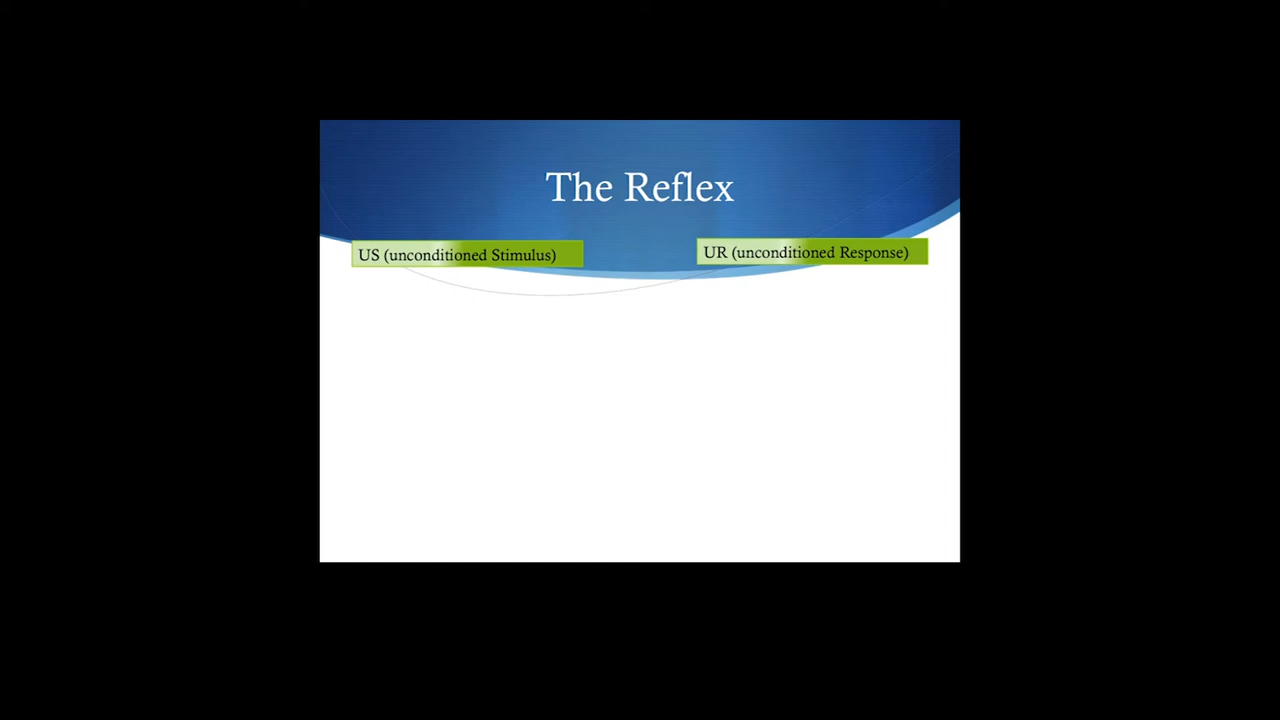 The Reflex
US (unconditioned Stimulus)
UR (unconditioned Response)